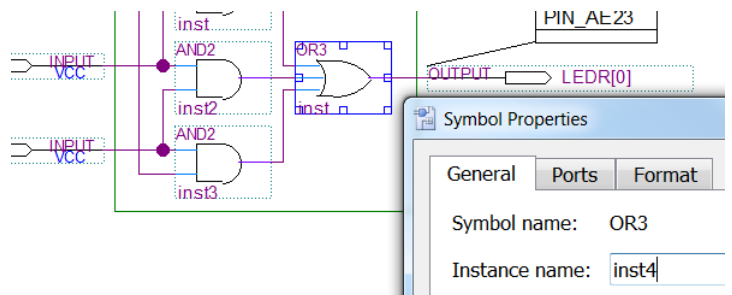 inst
PIN_AE23
AND2
OR3
INPUT
VCC
OUTPUT
LEDR[0]
inst2
inst
AND2
INPUT
VCC
inst3
Symbol Properties
General Ports Format
Symbol name: OR3
Instance name: inst4